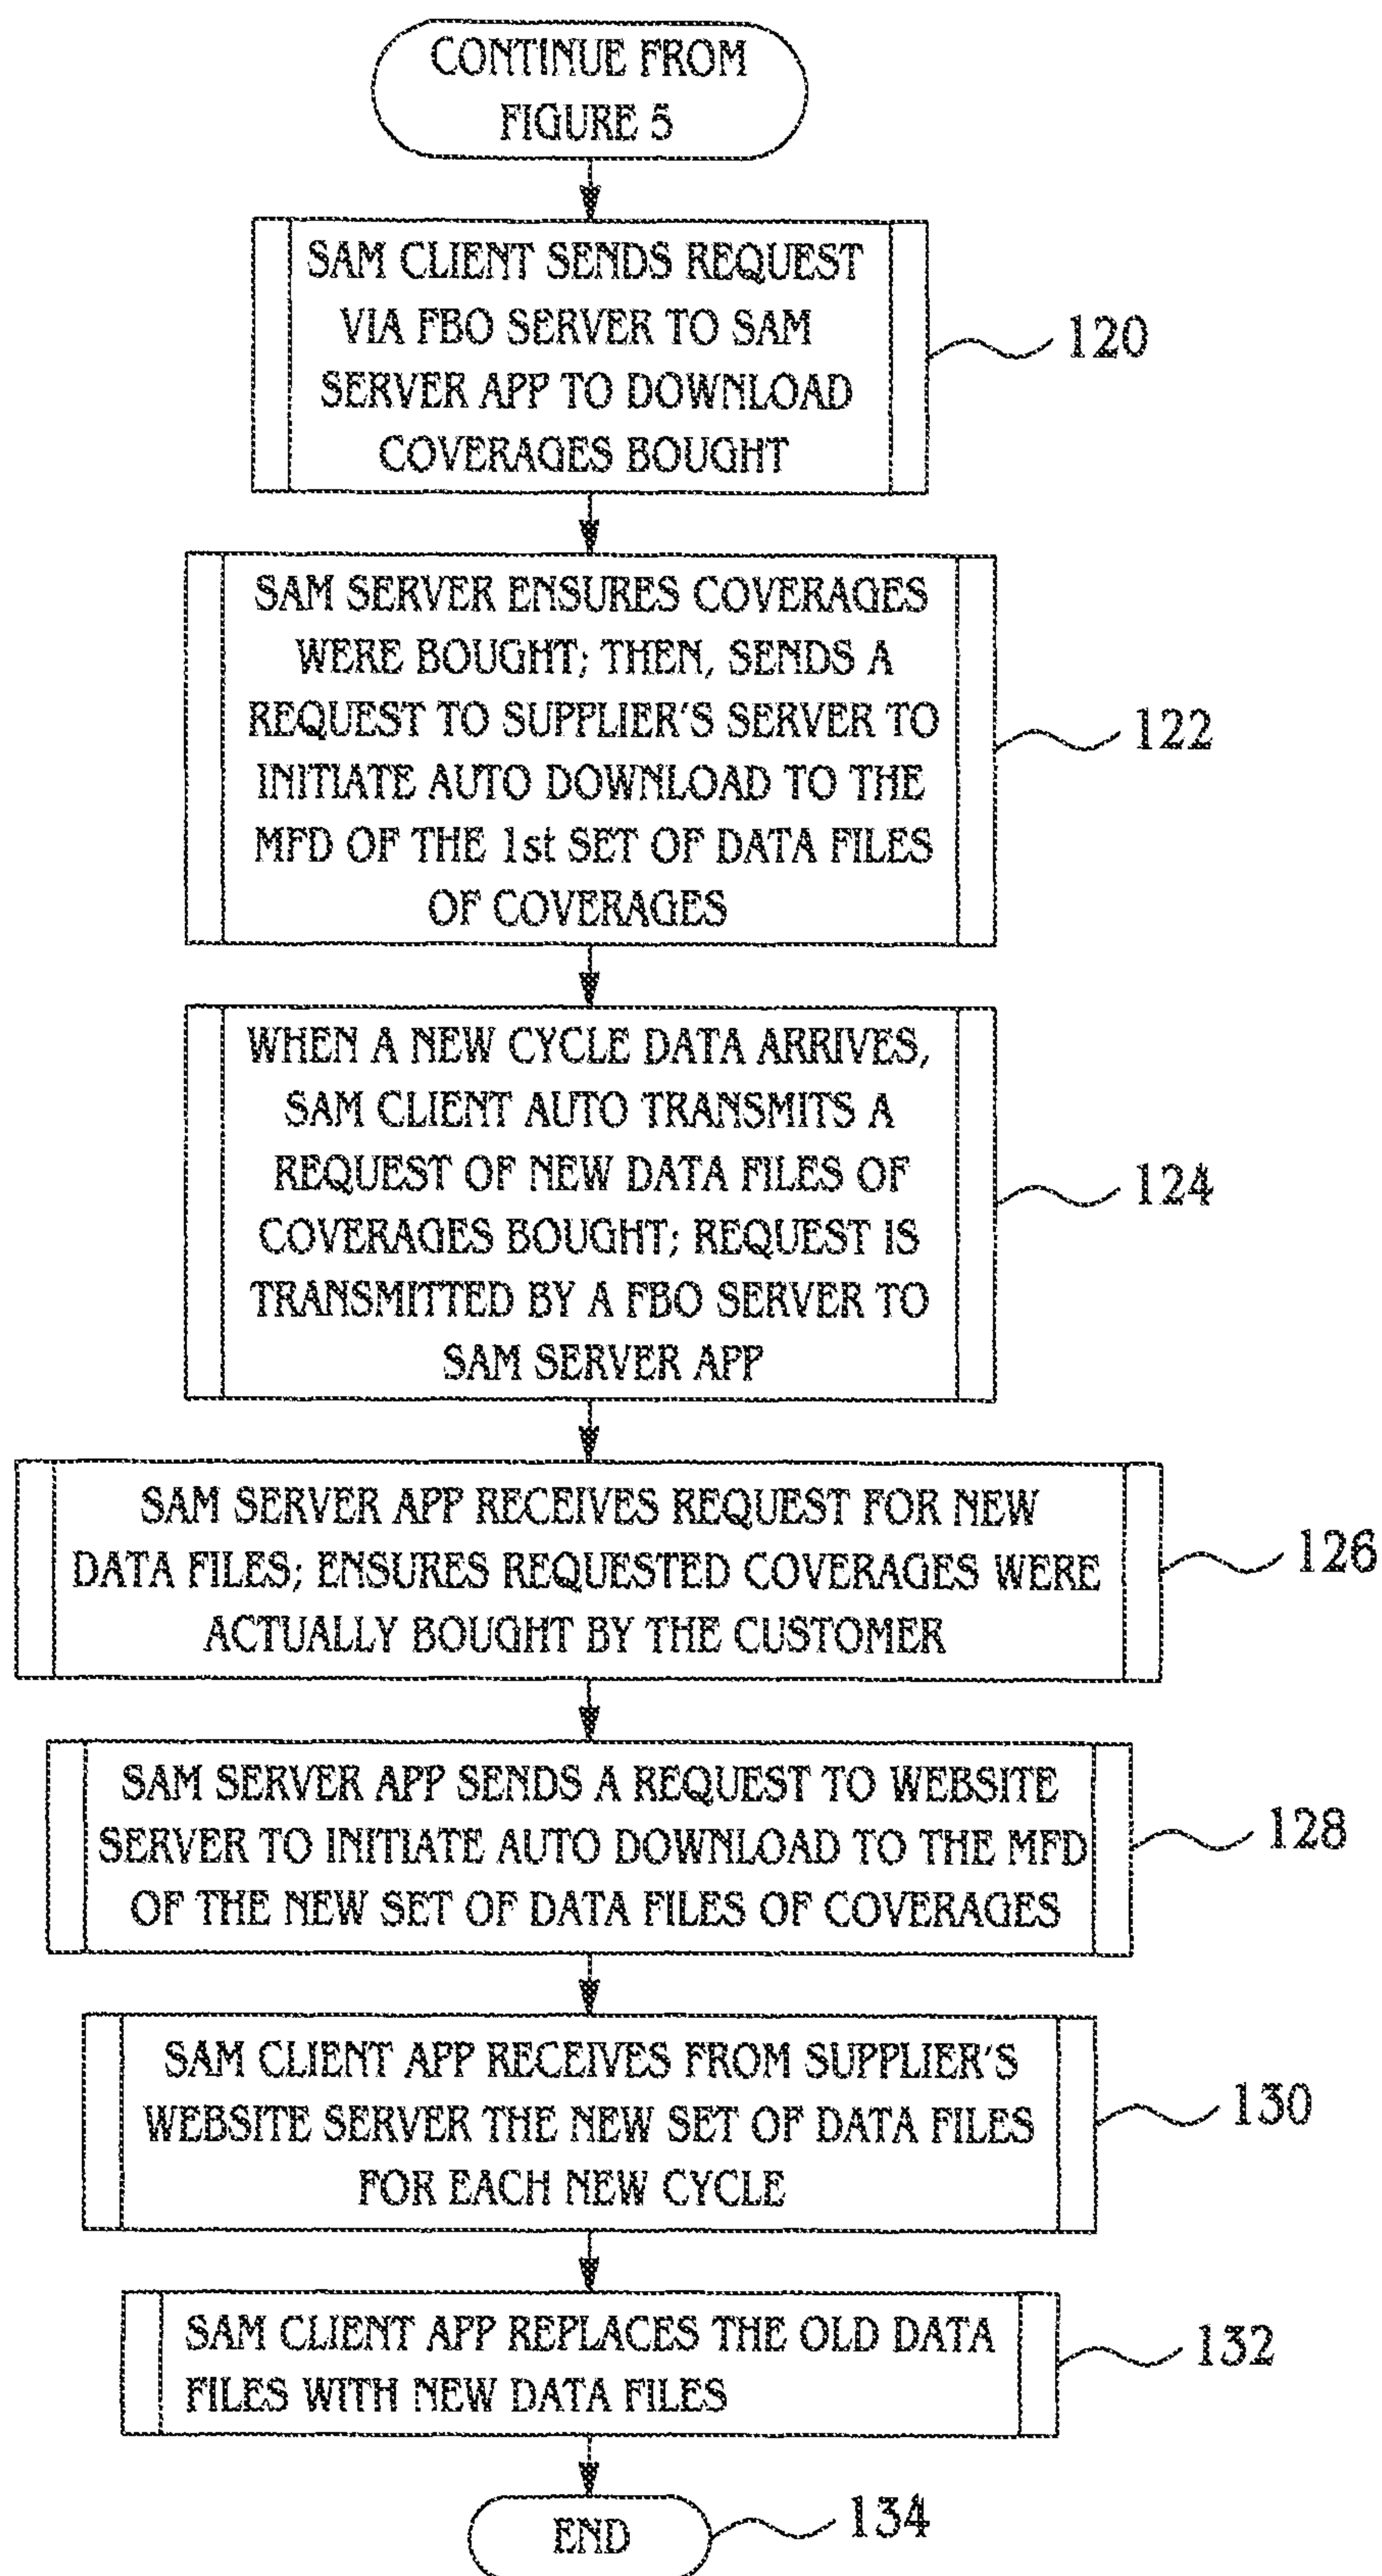 CONTINUE FROM
FIGURE 5
SAM CLIENT SENDS REQUEST
VIA FBO SERVER TO SAM
SERVER APP TO DOWNLOAD
COVERAGES BOUGHT
120
SAM SERVER ENSURES COVERAGES
WERE BOUGHT; THEN, SENDS A
REQUEST TO SUPPLIER'S SERVER TO
INITIATE AUTO DOWNLOAD TO THE
MFD OF THE 1st SET OF DATA FILES
OF COVERAGES
122
WHEN A NEW CYCLE DATA ARRIVES,
SAM CLIENT AUTO TRANSMITS A
REQUEST OF NEW DATA FILES OF
COVERAGES BOUGHT; REQUEST IS
TRANSMITTED BY A FBO SERVER TO
SAM SERVER APP
124
SAM SERVER APP RECEIVES REQUEST FOR NEW
DATA FILES; ENSURES REQUESTED COVERAGES WERE
ACTUALLY BOUGHT BY THE CUSTOMER
126
SAM SERVER APP SENDS A REQUEST TO WEBSITE
SERVER TO INITIATE AUTO DOWNLOAD TO THE MFD
OF THE NEW SET OF DATA FILES OF COVERAGES
128
SAM CLIENT APP RECEIVES FROM SUPPLIER'S
WEBSITE SERVER THE NEW SET OF DATA FILES
FOR EACH NEW CYCLE
130
SAM CLIENT APP REPLACES THE OLD DATA
FILES WITH NEW DATA FILES
132
END
134